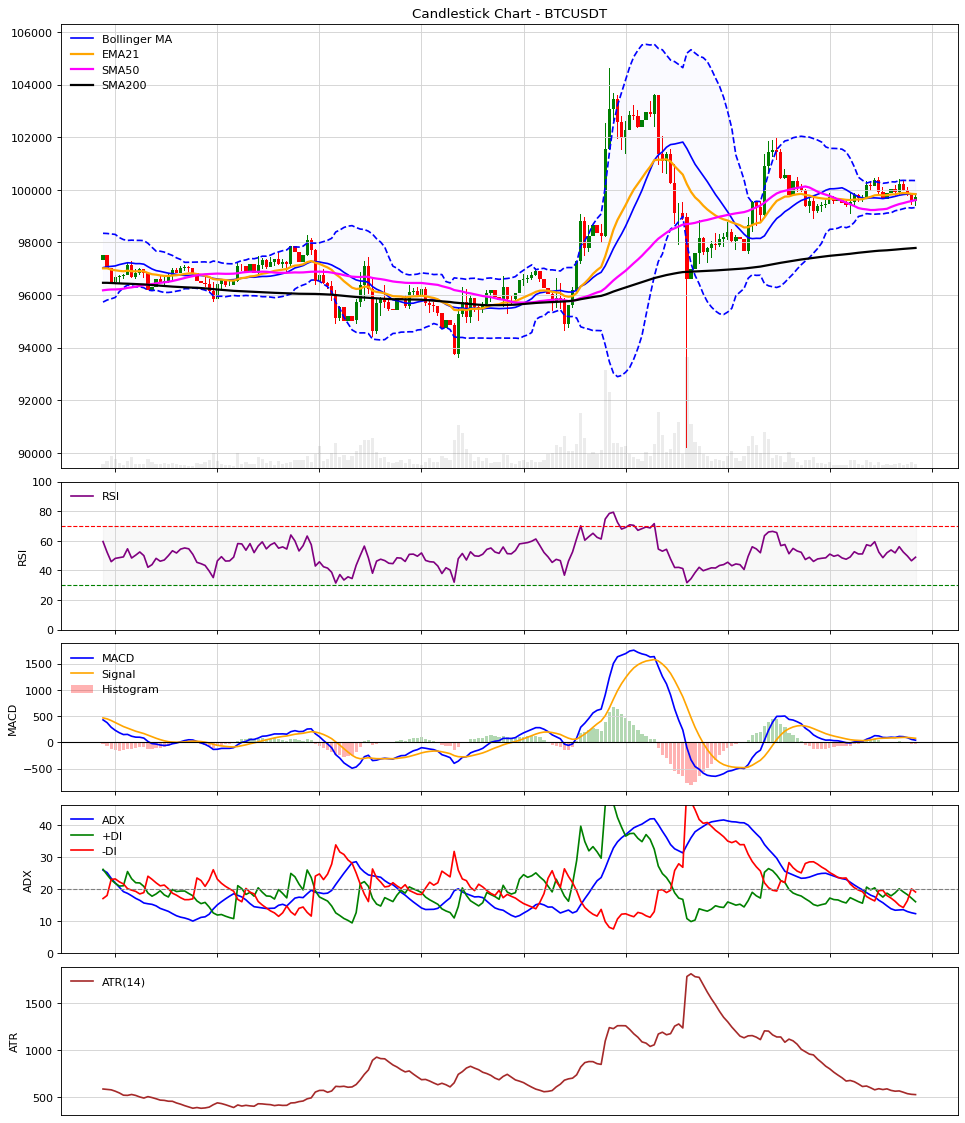 Candlestick Chart - BTCUSDT
106000
104000
102000
100000
98000
96000
94000
92000
90000
Bollinger MA
EMA21
SMA50
SMA200
100
80
60
40
20
0
RSI
RSI
1500
1000
500
0
−500
MACD
MACD
Signal
Histogram
40
30
20
10
0
ADX
ADX
+DI
-DI
1500
1000
500
ATR
ATR(14)